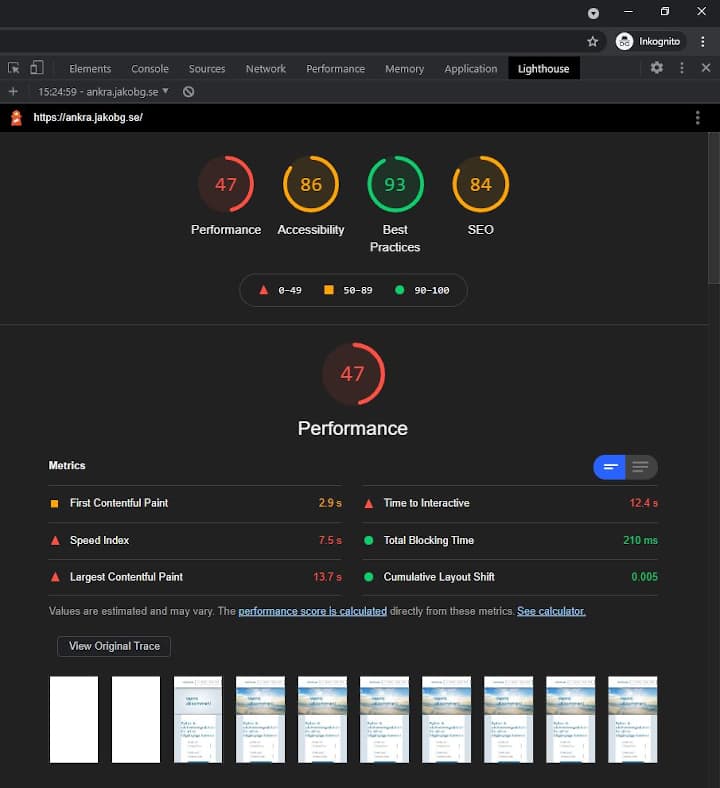 Inkognito
Elements Console Sources Network Performance Memory Application Lighthouse
15:24:59 - ankra.jakobg.se
https://ankra.jakobg.se/
47 86 93 84
Performance Accessibility Best Practices SEO
0–49 50–89 90–100
47
Performance
Metrics
First Contentful Paint 2.9 s
Time to Interactive 12.4 s
Speed Index 7.5 s
Total Blocking Time 210 ms
Largest Contentful Paint 13.7 s
Cumulative Layout Shift 0.005
Values are estimated and may vary. The performance score is calculated directly from these metrics. See calculator.
View Original Trace